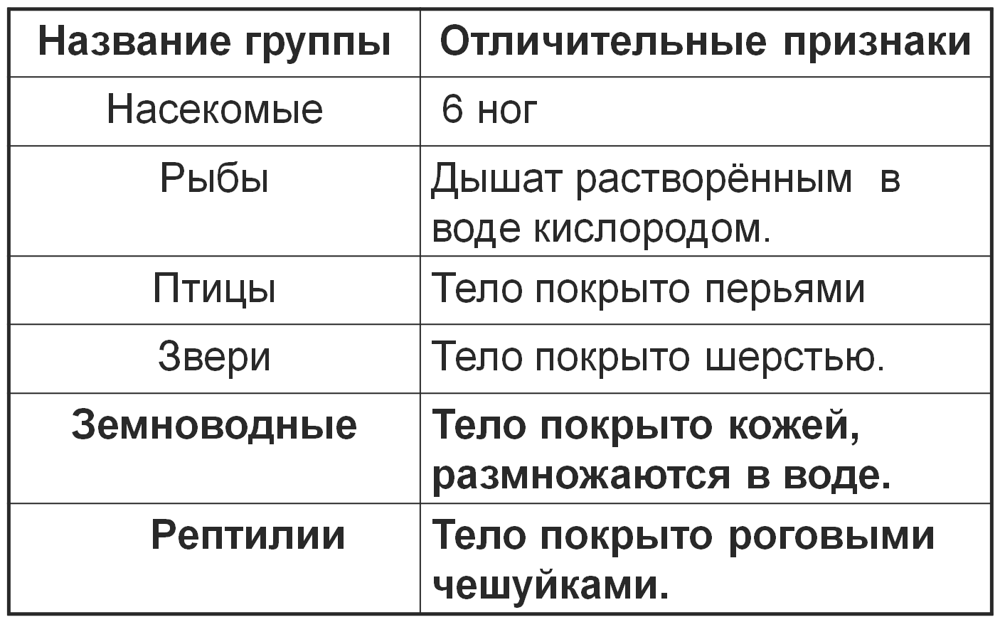 Название группы
Отличительные признаки
Насекомые
6 ног
Рыбы
Дышат растворённым в
воде кислородом.
Птицы
Тело покрыто перьями
Звери
Тело покрыто шерстью.
Земноводные
Тело покрыто кожей,
размножаются в воде.
Рептилии
Тело покрыто роговыми
чешуйками.